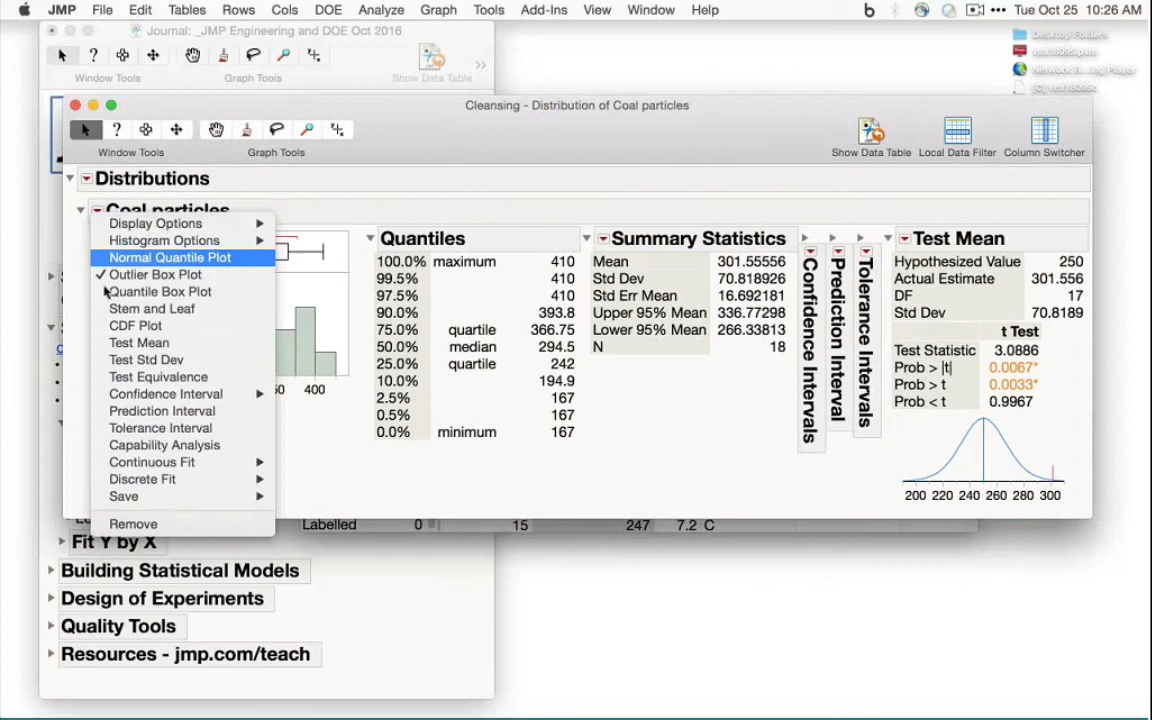 JMP File Edit Tables Rows Cols DOE Analyze Graph Tools Add-Ins View Window Help Tue Oct 25 10:26 AM
Journal: _JMP Engineering and DOE Oct 2016
Desktop Folders
Window Tools Graph Tools Show Data Table
Cleansing - Distribution of Coal particles
Window Tools Graph Tools Show Data Table Local Data Filter Column Switcher
Distributions
Coal particles
Display Options
Histogram Options
Normal Quantile Plot
Outlier Box Plot
Quantile Box Plot
Stem and Leaf
CDF Plot
Test Mean
Test Std Dev
Test Equivalence
Confidence Interval
Prediction Interval
Tolerance Interval
Capability Analysis
Continuous Fit
Discrete Fit
Save
Remove
400
Quantiles
100.0% maximum 410
99.5% 410
97.5% 410
90.0% 393.8
75.0% quartile 366.75
50.0% median 294.5
25.0% quartile 242
10.0% 194.9
2.5% 167
0.5% 167
0.0% minimum 167
Summary Statistics
Mean 301.55556
Std Dev 70.818926
Std Err Mean 16.692181
Upper 95% Mean 336.77298
Lower 95% Mean 266.33813
N 18
Confidence Intervals
Prediction Interval
Tolerance Intervals
Test Mean
Hypothesized Value 250
Actual Estimate 301.556
DF 17
Std Dev 70.8189
t Test
Test Statistic 3.0886
Prob > |t| 0.0067*
Prob > t 0.0033*
Prob < t 0.9967
200 220 240 260 280 300
Labelled 0 15 247 7.2 C
Fit Y by X
Building Statistical Models
Design of Experiments
Quality Tools
Resources - jmp.com/teach